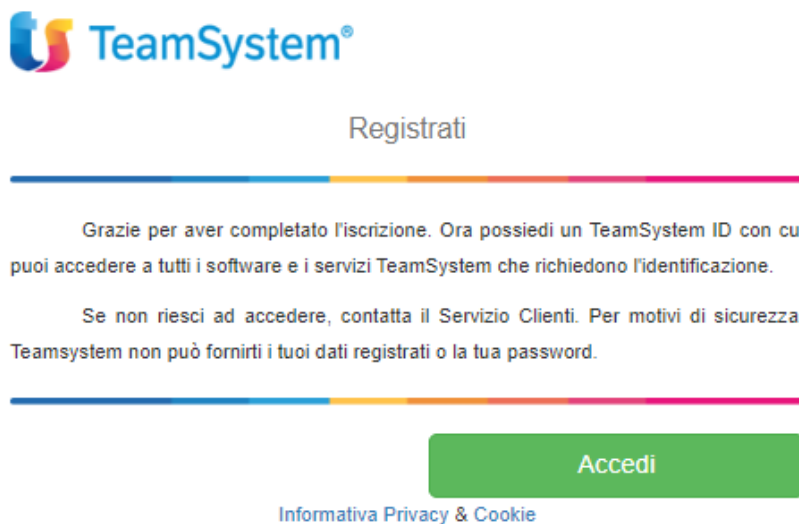 TeamSystem®
Registrati
Grazie per aver completato l'iscrizione. Ora possiedi un TeamSystem ID con cu
puoi accedere a tutti i software e i servizi TeamSystem che richiedono l'identificazione.
Se non riesci ad accedere, contatta il Servizio Clienti. Per motivi di sicurezza
Teamsystem non può fornirti i tuoi dati registrati o la tua password.
Accedi
Informativa Privacy & Cookie